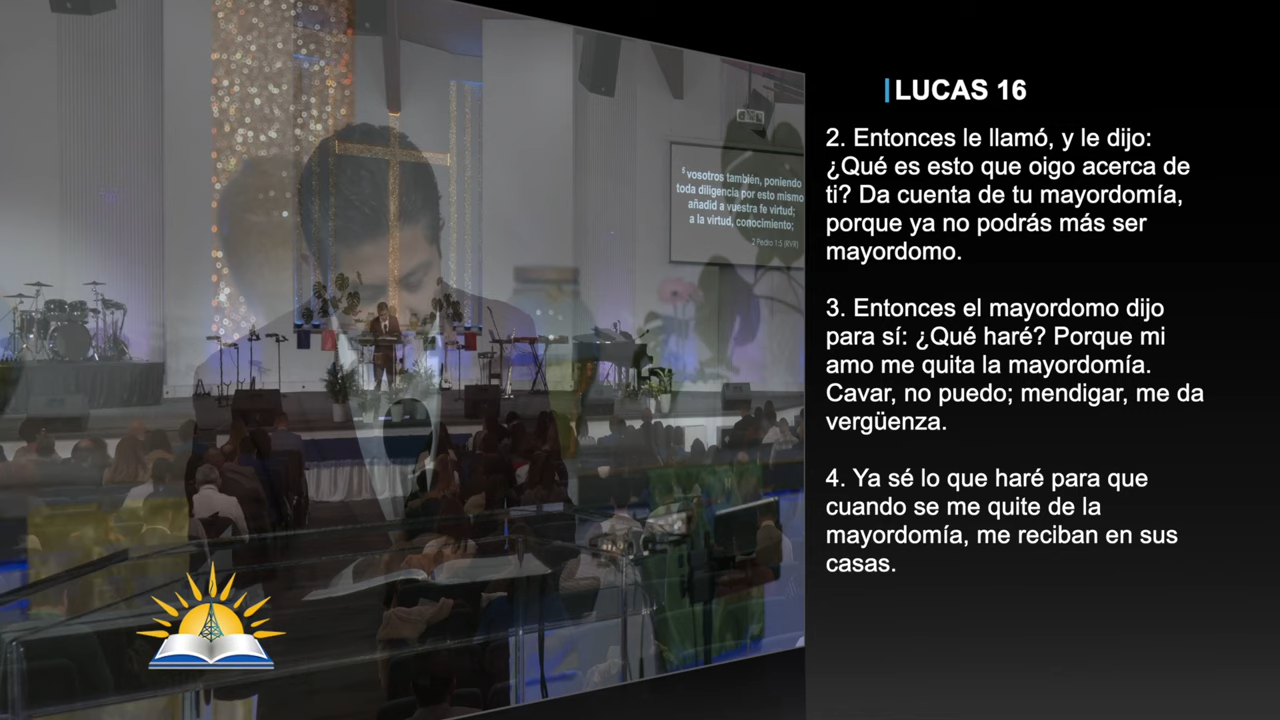 5 vosotros también, poniendo
toda diligencia por esto mismo
añadid a vuestra fe virtud;
a la virtud, conocimiento;
2 Pedro 1:5 (RVR)
LUCAS 16
2. Entonces le llamó, y le dijo:
¿Qué es esto que oigo acerca de
ti? Da cuenta de tu mayordomía,
porque ya no podrás más ser
mayordomo.
3. Entonces el mayordomo dijo
para sí: ¿Qué haré? Porque mi
amo me quita la mayordomía.
Cavar, no puedo; mendigar, me da
vergüenza.
4. Ya sé lo que haré para que
cuando se me quite de la
mayordomía, me reciban en sus
casas.